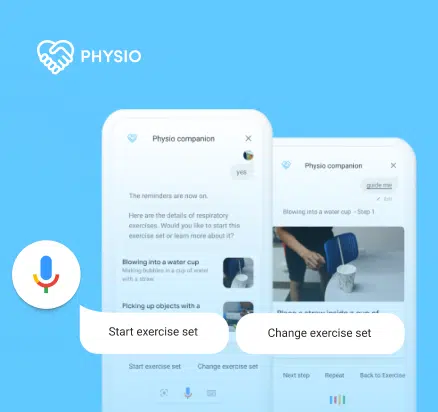 PHYSIO
Physio companion
yes
The reminders are now on.
Here are the details of respiratory
exercises. Would you like to start this
exercise set or learn more about it?
Blowing into a water cup
Making bubbles in a cup of water
with a straw.
Picking up objects with a
Start exercise set
Start exercise set
Change exercise set
Physio companion
guide me
Blowing into a water cup - Step 1
Place a straw inside a cup of
Change exercise set
Next step
Repeat
Back to Exercise